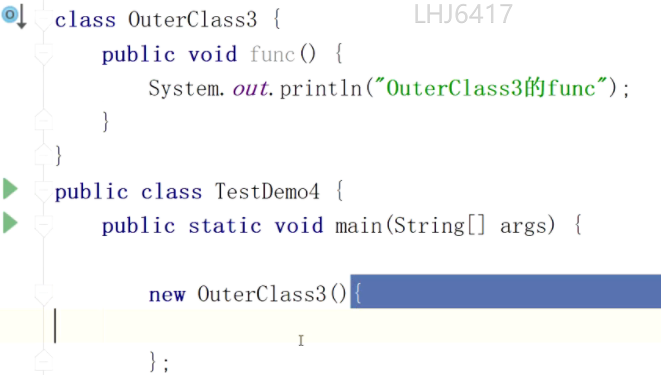 LHJ6417
class OuterClass3 {
public void func() {
System.out.println("OuterClass3的func");
}
}
public class TestDemo4 {
public static void main(String[] args) {
new OuterClass3(){
};